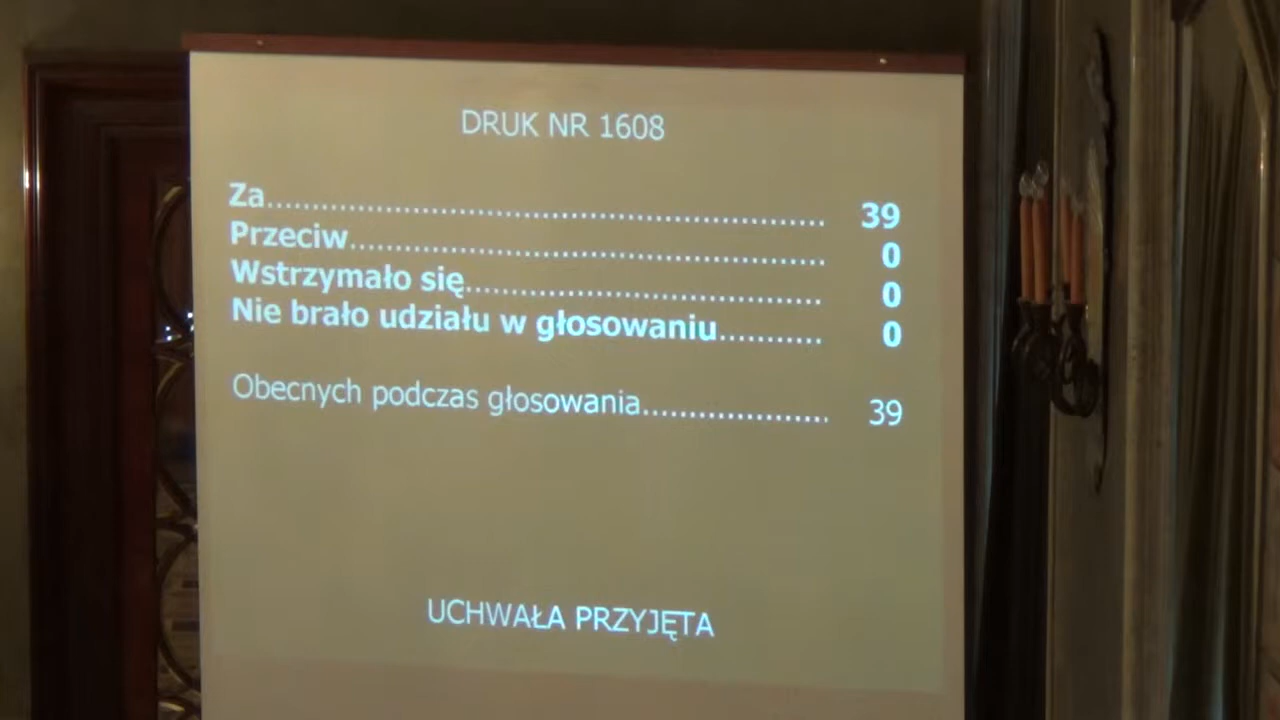 DRUK NR 1608
Za.............................................................. 39
Przeciw..................................................... 0
Wstrzymało się........................................ 0
Nie brało udziału w głosowaniu........... 0
Obecnych podczas głosowania.................... 39
UCHWAŁA PRZYJĘTA